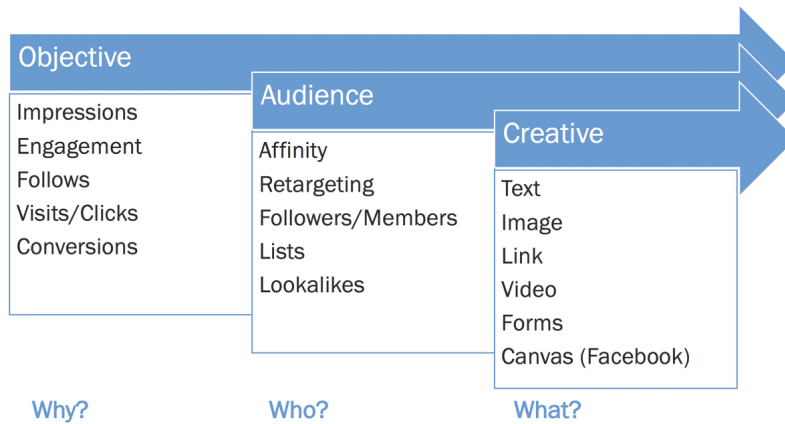 Objective
Impressions
Engagement
Follows
Visits/Clicks
Conversions
Audience
Affinity
Retargeting
Followers/Members
Lists
Lookalikes
Creative
Text
Image
Link
Video
Forms
Canvas (Facebook)
Why?
Who?
What?